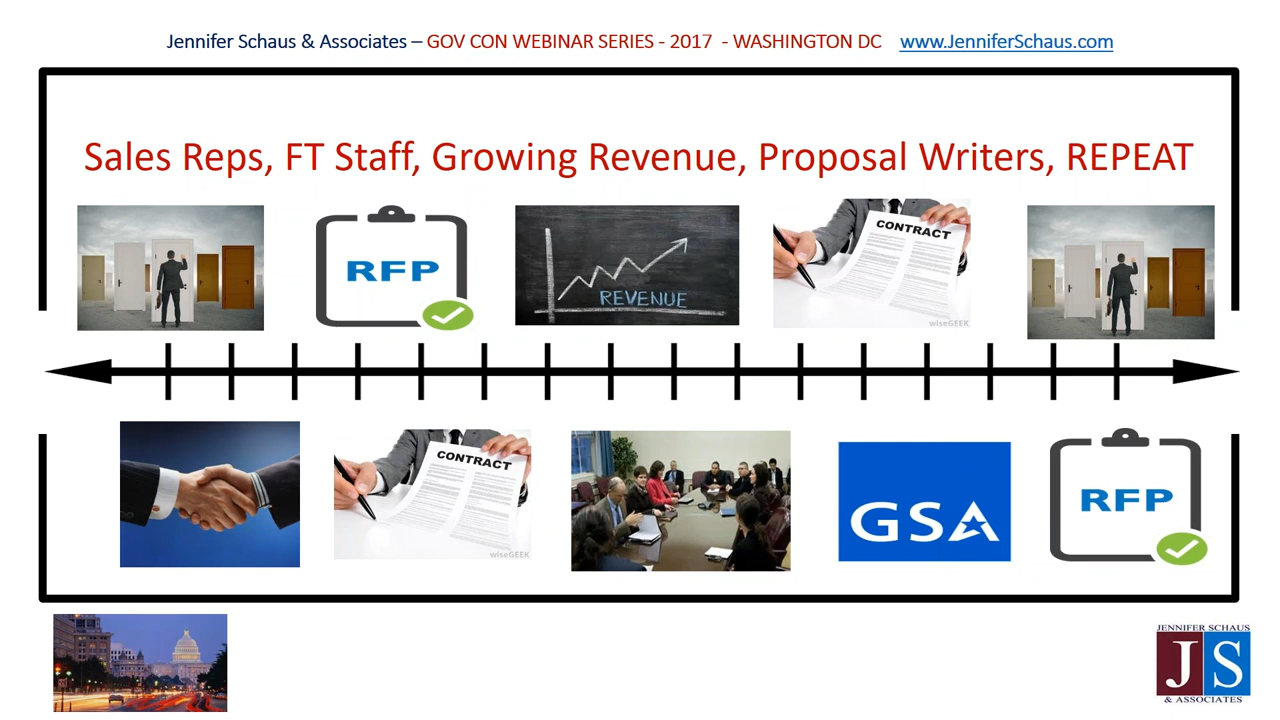 Jennifer Schaus & Associates – GOV CON WEBINAR SERIES - 2017 - WASHINGTON DC www.JenniferSchaus.com
Sales Reps, FT Staff, Growing Revenue, Proposal Writers, REPEAT
RFP
REVENUE
CONTRACT
wiseGEEK
CONTRACT
wiseGEEK
GSA
RFP
JENNIFER SCHAUS
JS
& ASSOCIATES